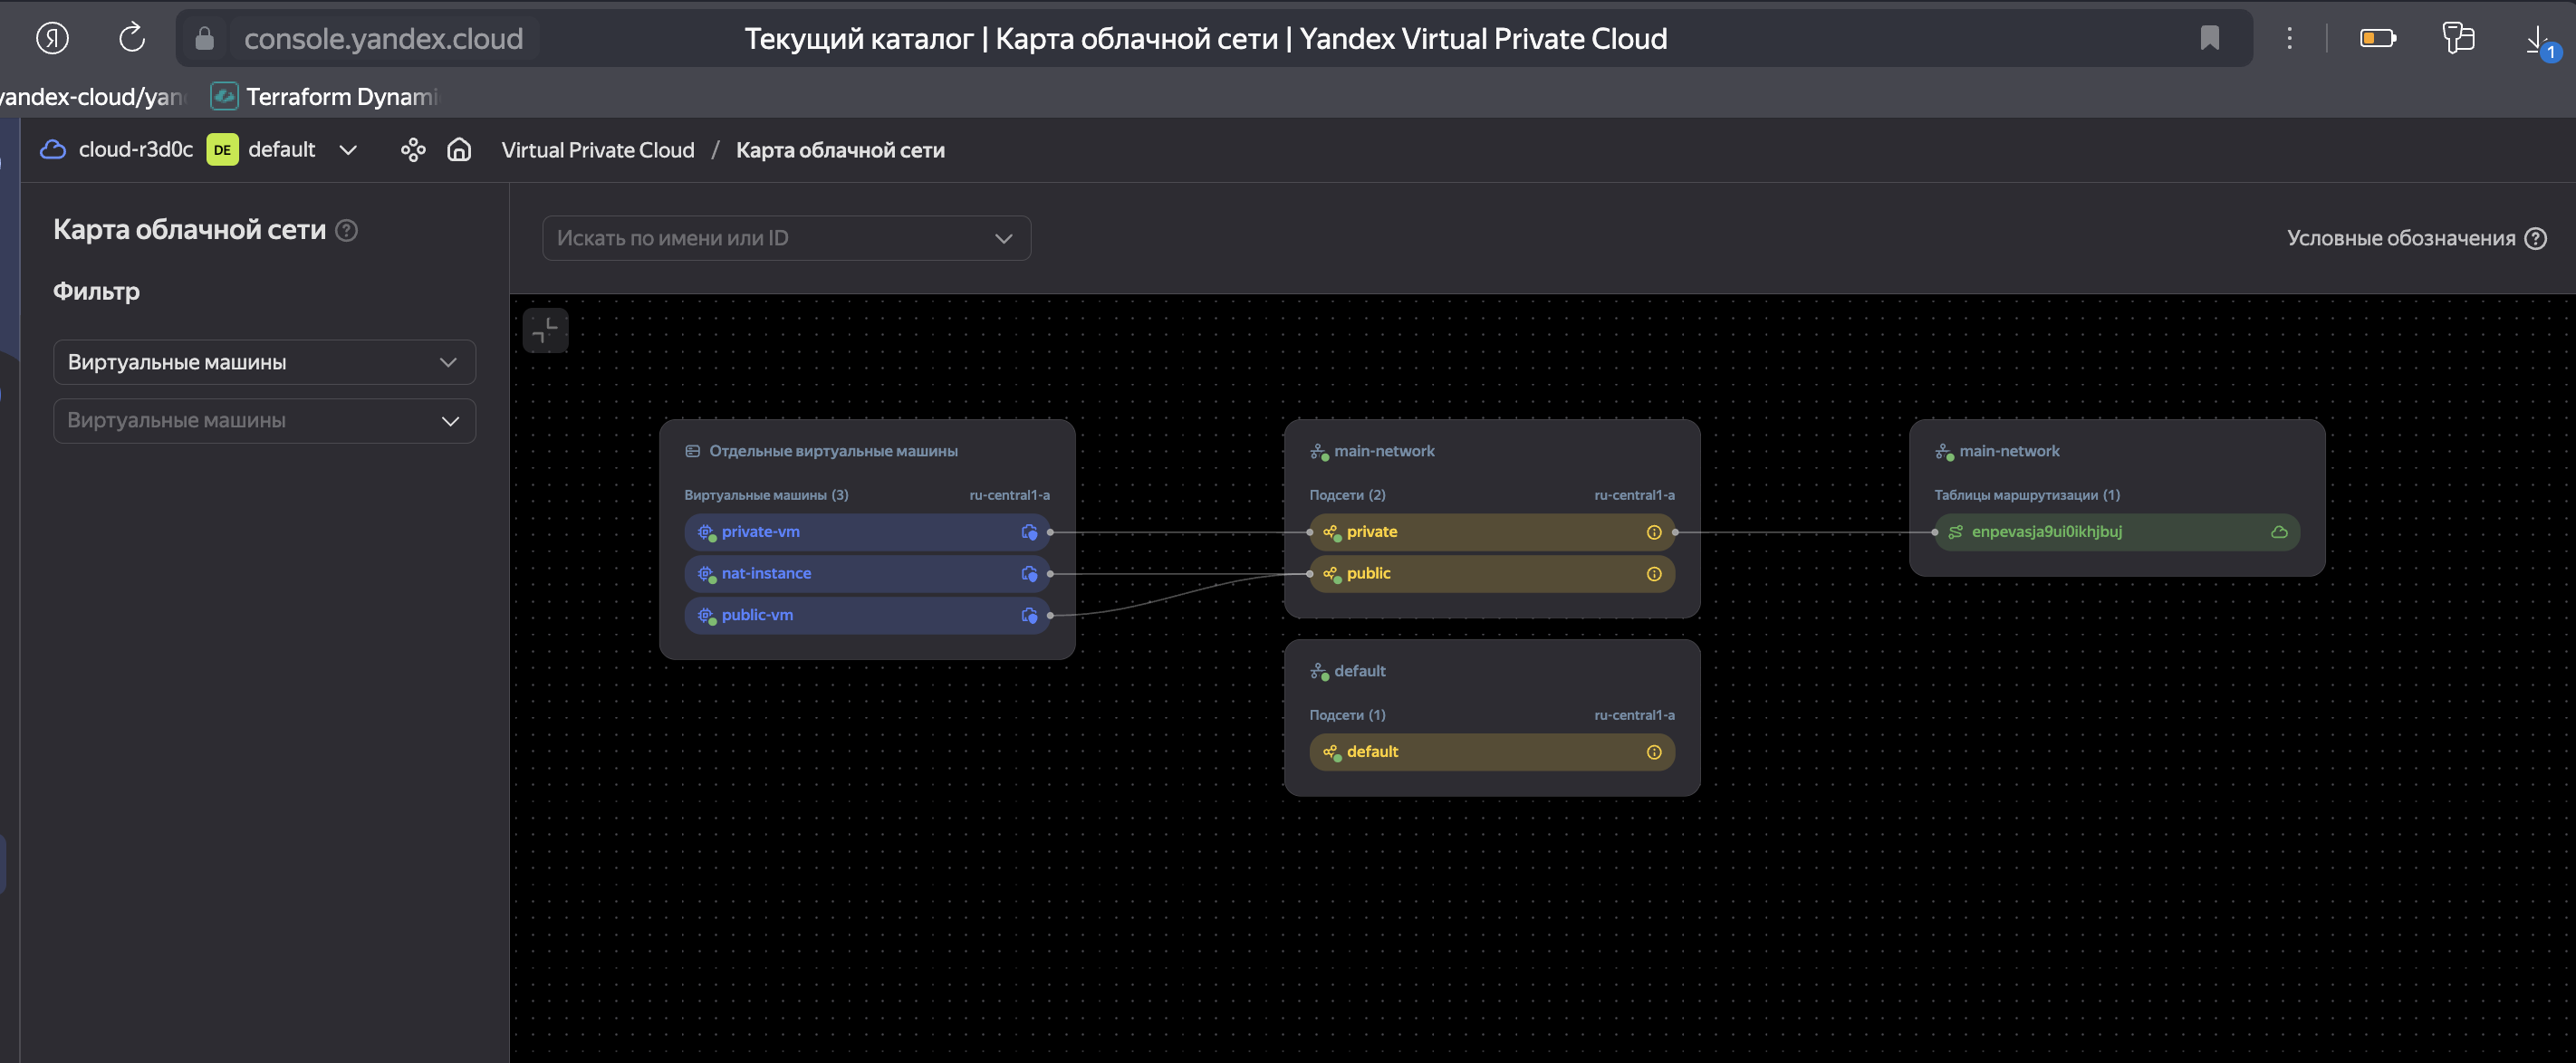 console.yandex.cloud
Текущий каталог | Карта облачной сети | Yandex Virtual Private Cloud
1
yandex-cloud/yan
Terraform Dynami
cloud-r3d0c DE default
Virtual Private Cloud / Карта облачной сети
Карта облачной сети ?
Искать по имени или ID
Условные обозначения ?
Фильтр
Виртуальные машины
Виртуальные машины
Отдельные виртуальные машины
Виртуальные машины (3) ru-central1-a
private-vm
nat-instance
public-vm
main-network
Подсети (2) ru-central1-a
private
public
default
Подсети (1) ru-central1-a
default
main-network
Таблицы маршрутизации (1)
enpevasja9ui0ikhjbuj